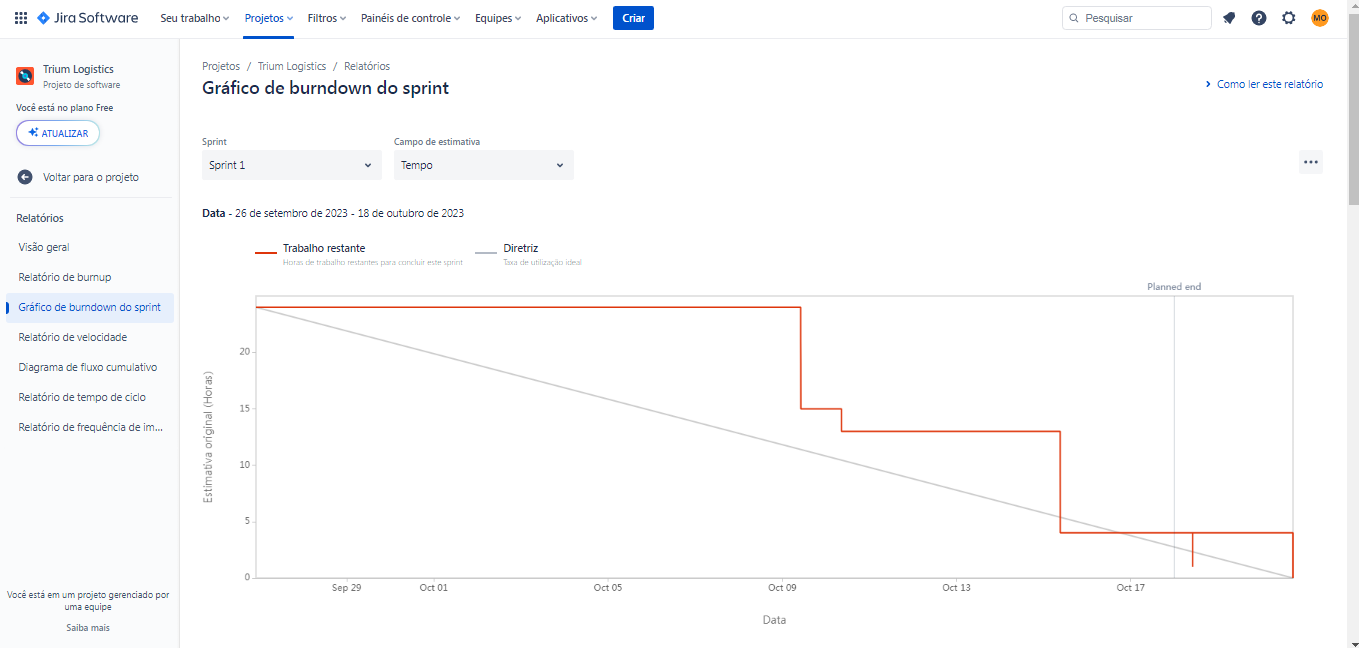 Jira Software Seu trabalho Projetos Filtros Painéis de controle Equipes Aplicativos Criar Pesquisar MO
Trium Logistics
Projeto de software
Você está no plano Free
ATUALIZAR
Voltar para o projeto
Relatórios
Visão geral
Relatório de burnup
Gráfico de burndown do sprint
Relatório de velocidade
Diagrama de fluxo cumulativo
Relatório de tempo de ciclo
Relatório de frequência de im...
Você está em um projeto gerenciado por
uma equipe
Saiba mais
Projetos / Trium Logistics / Relatórios
Gráfico de burndown do sprint
Como ler este relatório
Sprint Campo de estimativa
Sprint 1 Tempo
Data - 26 de setembro de 2023 - 18 de outubro de 2023
Trabalho restante Diretriz
Horas de trabalho restantes para concluir este sprint Taxa de utilização ideal
Planned end
Estimativa original (Horas)
20
15
10
5
0
Sep 29 Oct 01 Oct 05 Oct 09 Oct 13 Oct 17
Data